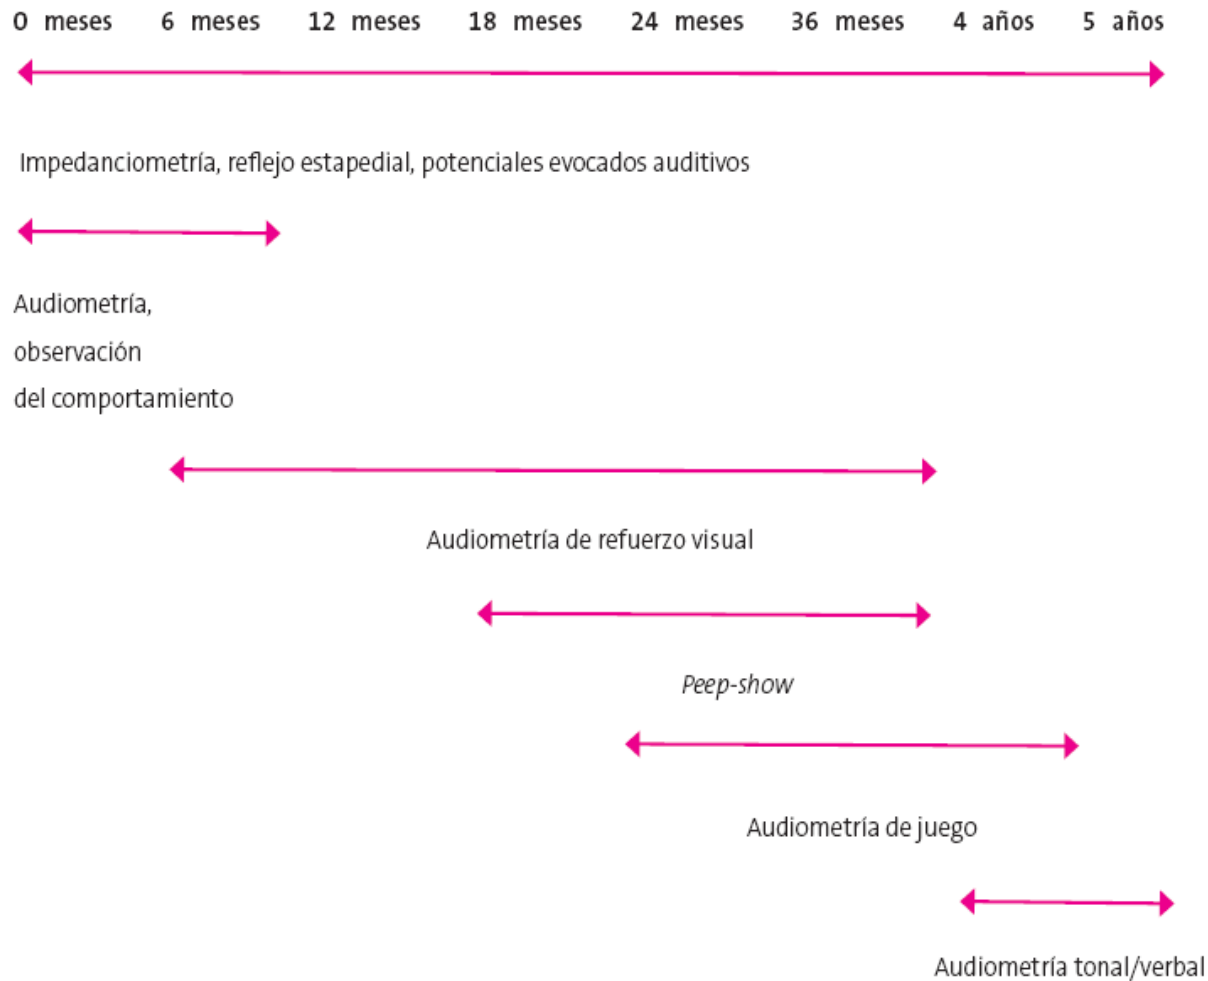 0 meses 6 meses 12 meses 18 meses 24 meses 36 meses 4 años 5 años
Impedanciometría, reflejo estapedial, potenciales evocados auditivos
Audiometría,
observación
del comportamiento
Audiometría de refuerzo visual
Peep-show
Audiometría de juego
Audiometría tonal/verbal